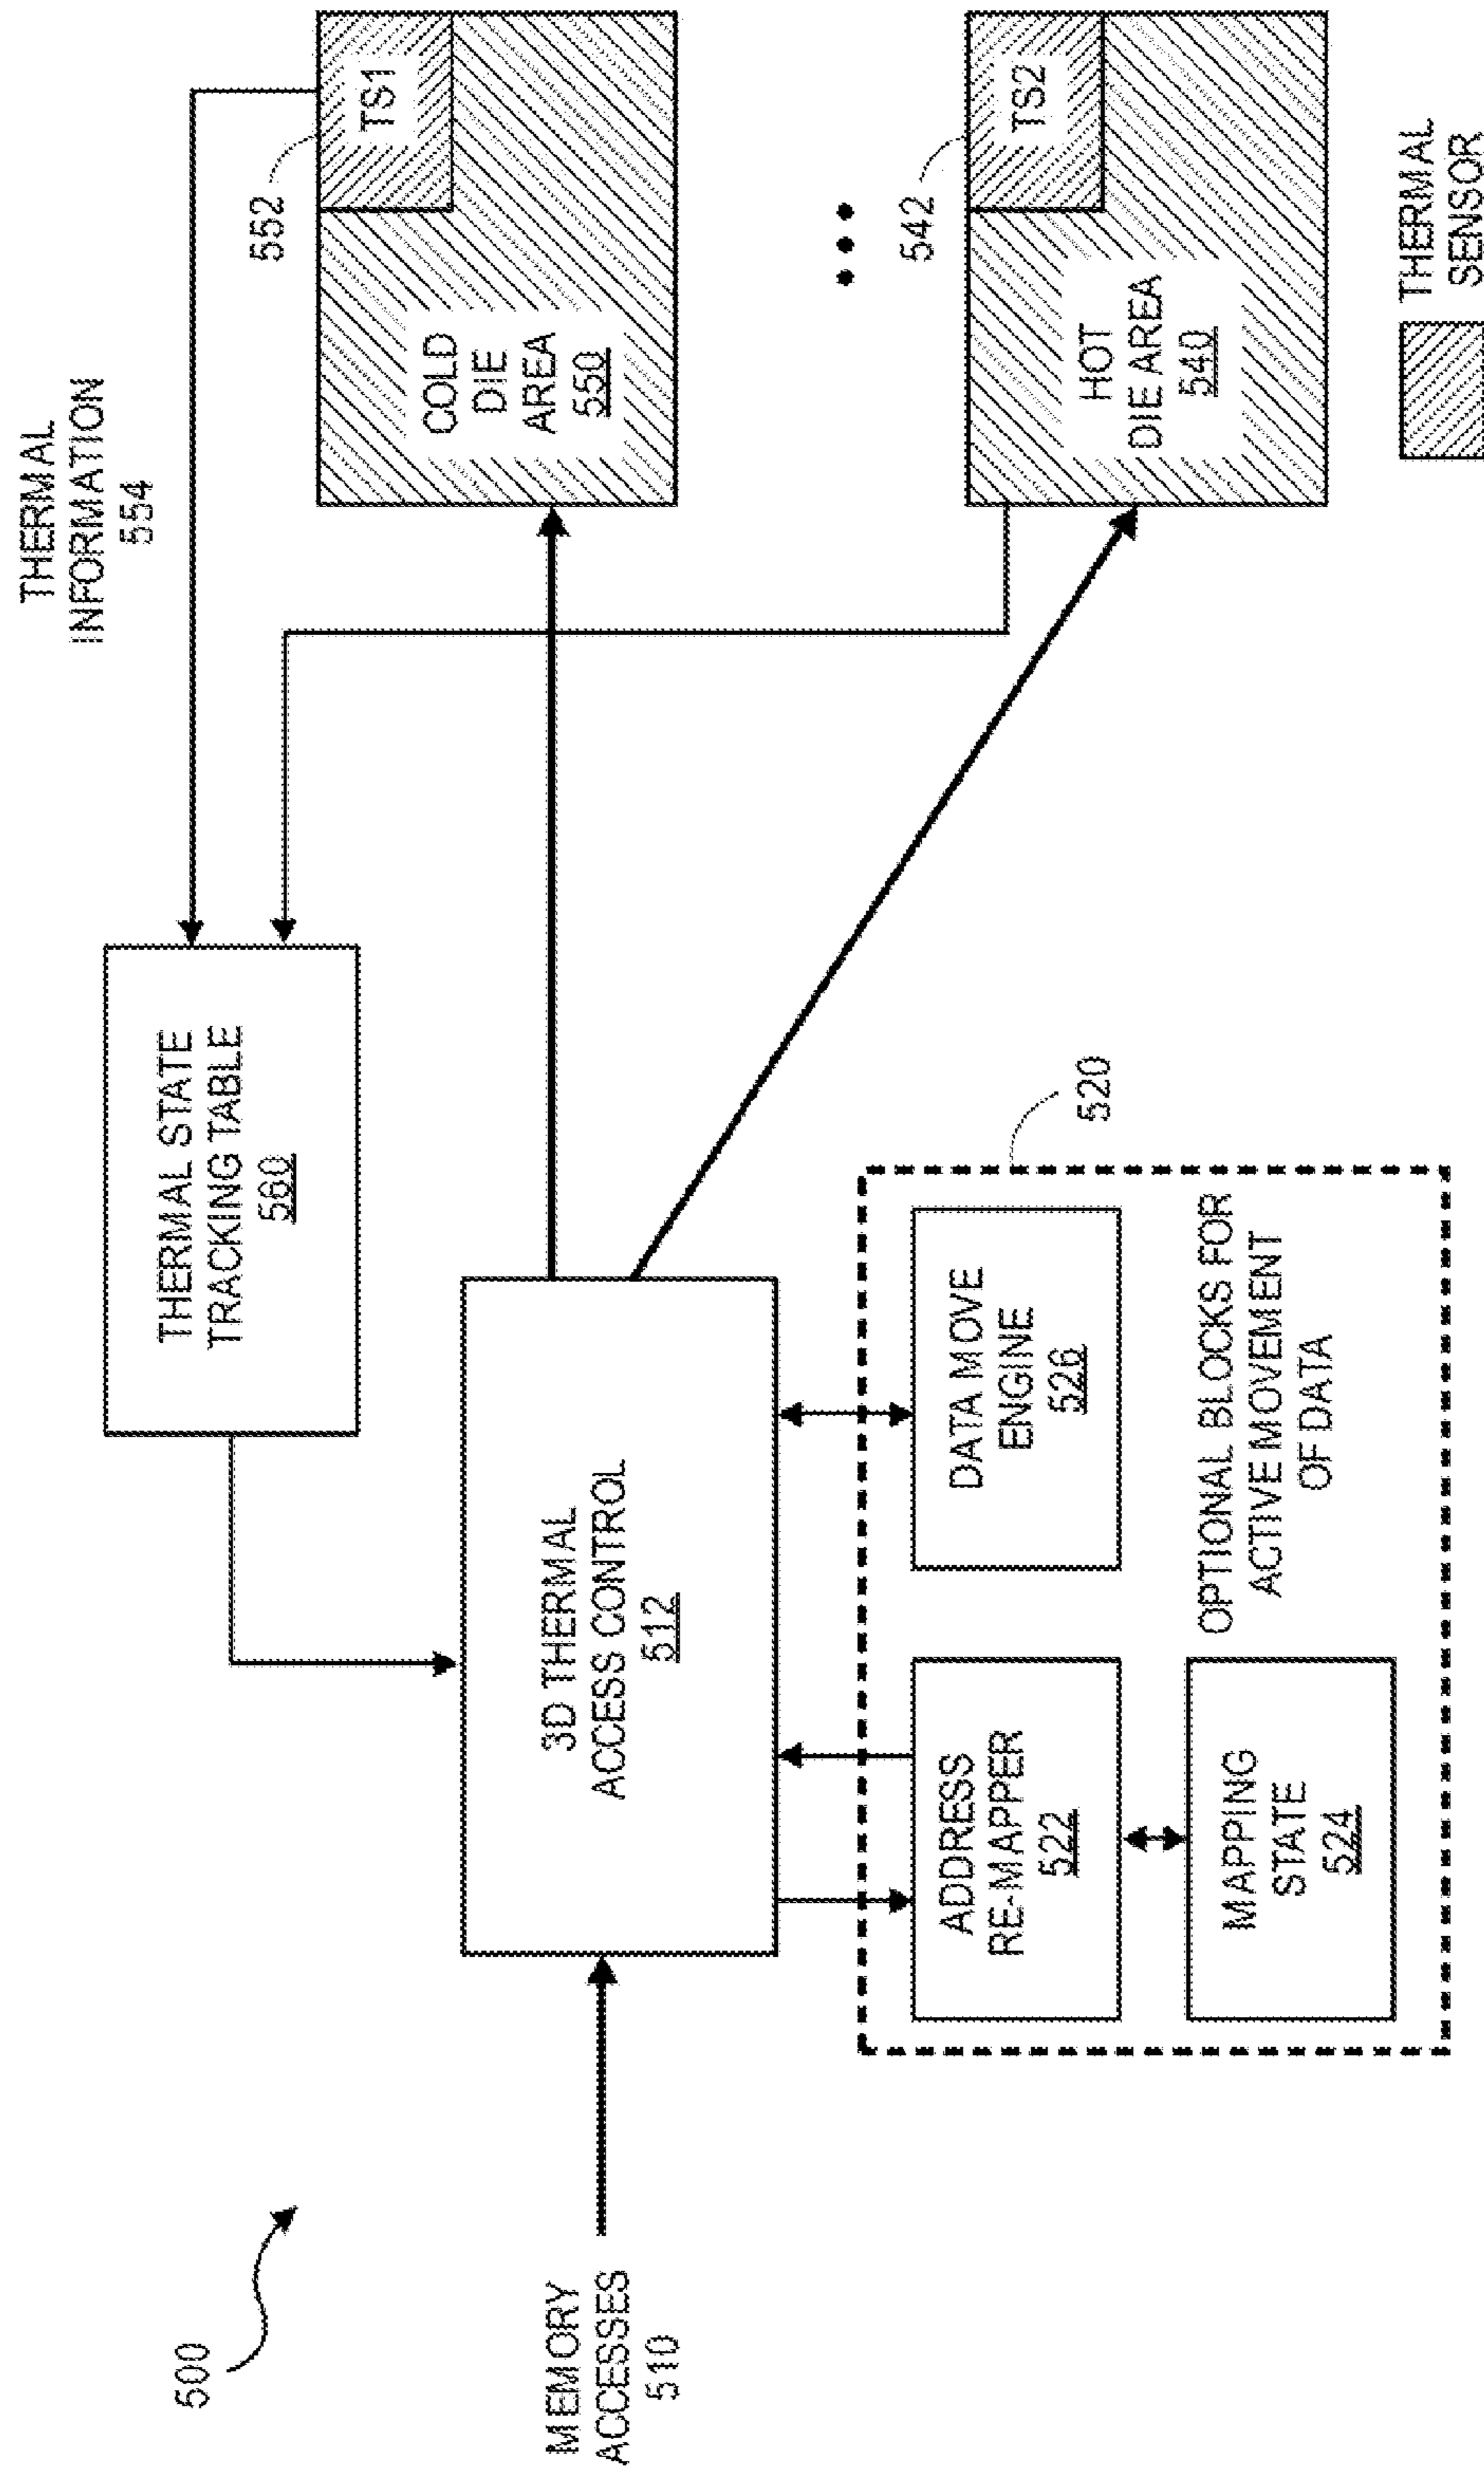 500
THERMAL
INFORMATION
554
THERMAL STATE
TRACKING TABLE
560
552
TS1
COLD
DIE
AREA
550
MEMORY
ACCESSES
510
3D THERMAL
ACCESS CONTROL
512
542
TS2
HOT
DIE AREA
540
520
ADDRESS
RE-MAPPER
522
DATA MOVE
ENGINE
526
MAPPING
STATE
524
OPTIONAL BLOCKS FOR
ACTIVE MOVEMENT
OF DATA
THERMAL
SENSOR